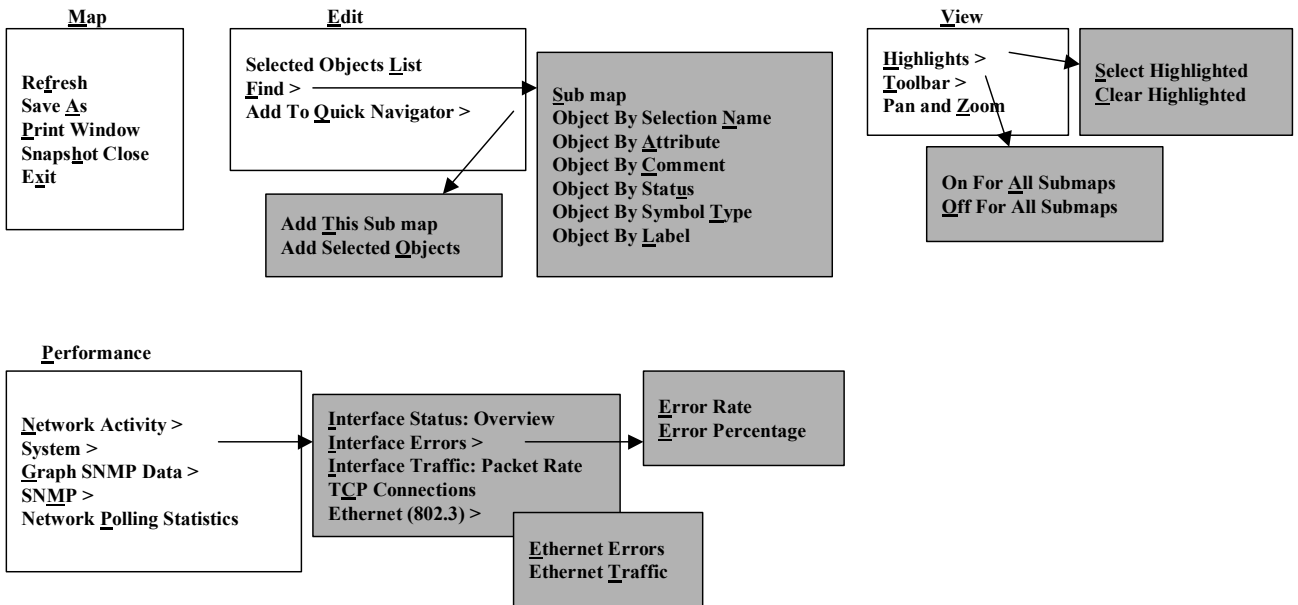 Map
Refresh
Save As
Print Window
Snapshot Close
Exit
Edit
Selected Objects List
Find >
Add To Quick Navigator >
Sub map
Object By Selection Name
Object By Attribute
Object By Comment
Object By Status
Object By Symbol Type
Object By Label
Add This Sub map
Add Selected Objects
View
Highlights >
Toolbar >
Pan and Zoom
Select Highlighted
Clear Highlighted
On For All Submaps
Off For All Submaps
Performance
Network Activity >
System >
Graph SNMP Data >
SNMP >
Network Polling Statistics
Interface Status: Overview
Interface Errors >
Interface Traffic: Packet Rate
TCP Connections
Ethernet (802.3) >
Error Rate
Error Percentage
Ethernet Errors
Ethernet Traffic